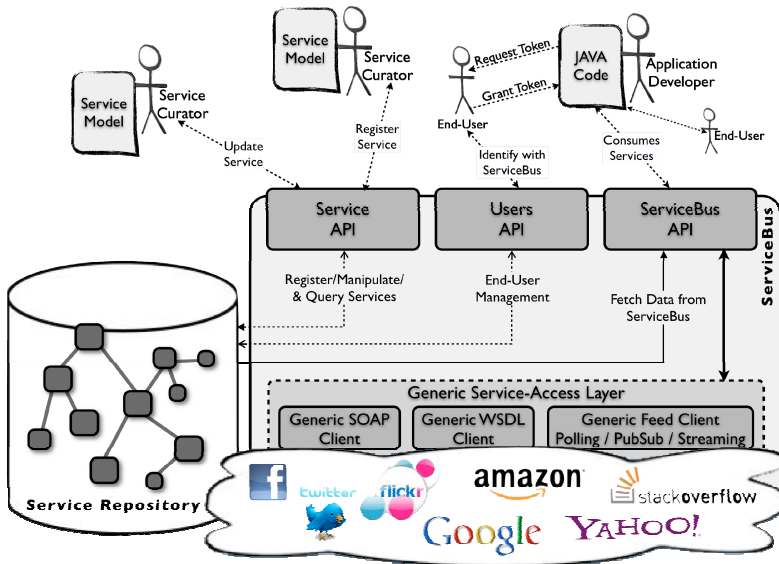 Service
Model
Service
Curator
Service
Model
Service
Curator
Request Token
Grant Token
End-User
JAVA
Code
Application
Developer
End-User
Update
Service
Register
Service
Identify with
ServiceBus
Consumes
Services
Service
API
Users
API
ServiceBus
API
ServiceBus
Register/Manipulate/
& Query Services
End-User
Management
Fetch Data from
ServiceBus
Generic Service-Access Layer
Generic SOAP
Client
Generic WSDL
Client
Generic Feed Client
Polling / PubSub / Streaming
Service Repository
f
twitter
flickr
amazon
stackoverflow
Google
YAHOO!